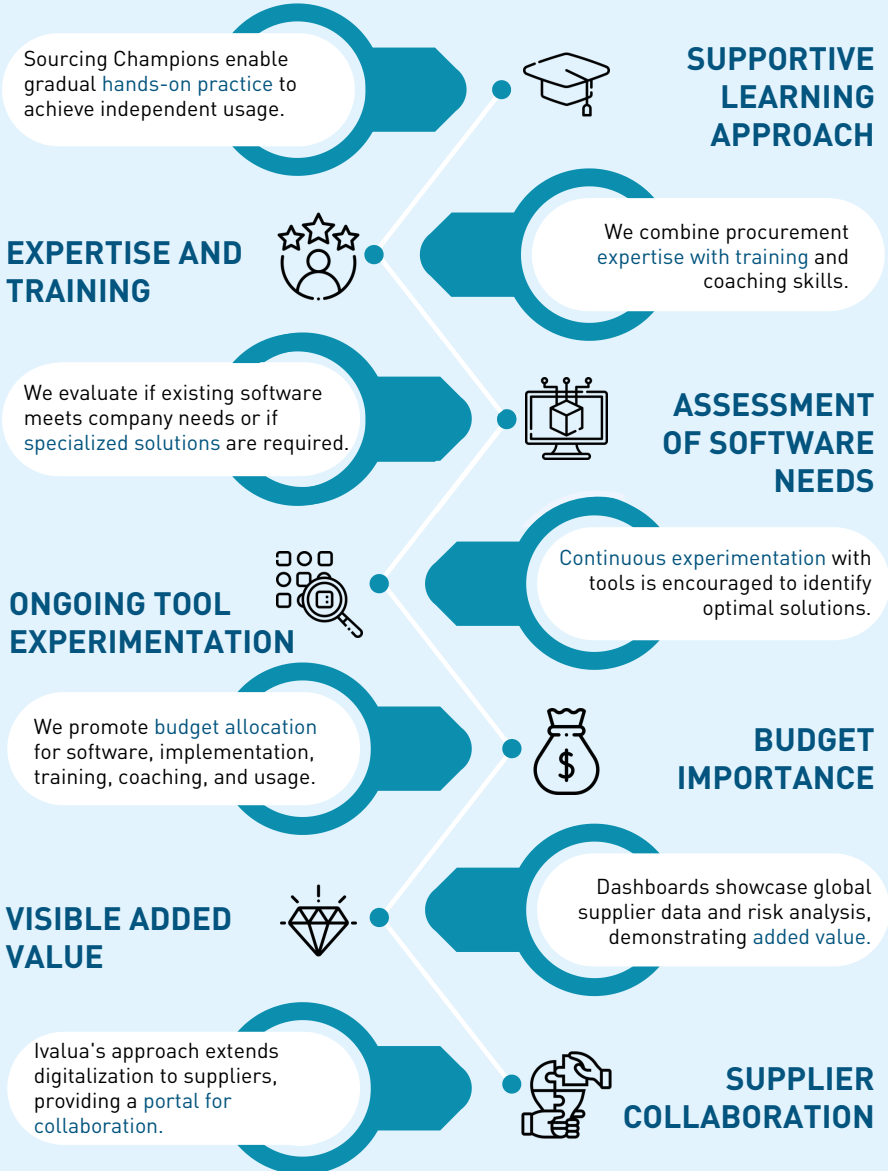 Sourcing Champions enable
gradual hands-on practice to
achieve independent usage.
SUPPORTIVE
LEARNING
APPROACH
EXPERTISE AND
TRAINING
We combine procurement
expertise with training and
coaching skills.
We evaluate if existing software
meets company needs or if
specialized solutions are required.
ASSESSMENT
OF SOFTWARE
NEEDS
ONGOING TOOL
EXPERIMENTATION
Continuous experimentation with
tools is encouraged to identify
optimal solutions.
We promote budget allocation
for software, implementation,
training, coaching, and usage.
$
BUDGET
IMPORTANCE
VISIBLE ADDED
VALUE
Dashboards showcase global
supplier data and risk analysis,
demonstrating added value.
Ivalua's approach extends
digitalization to suppliers,
providing a portal for
collaboration.
SUPPLIER
COLLABORATION